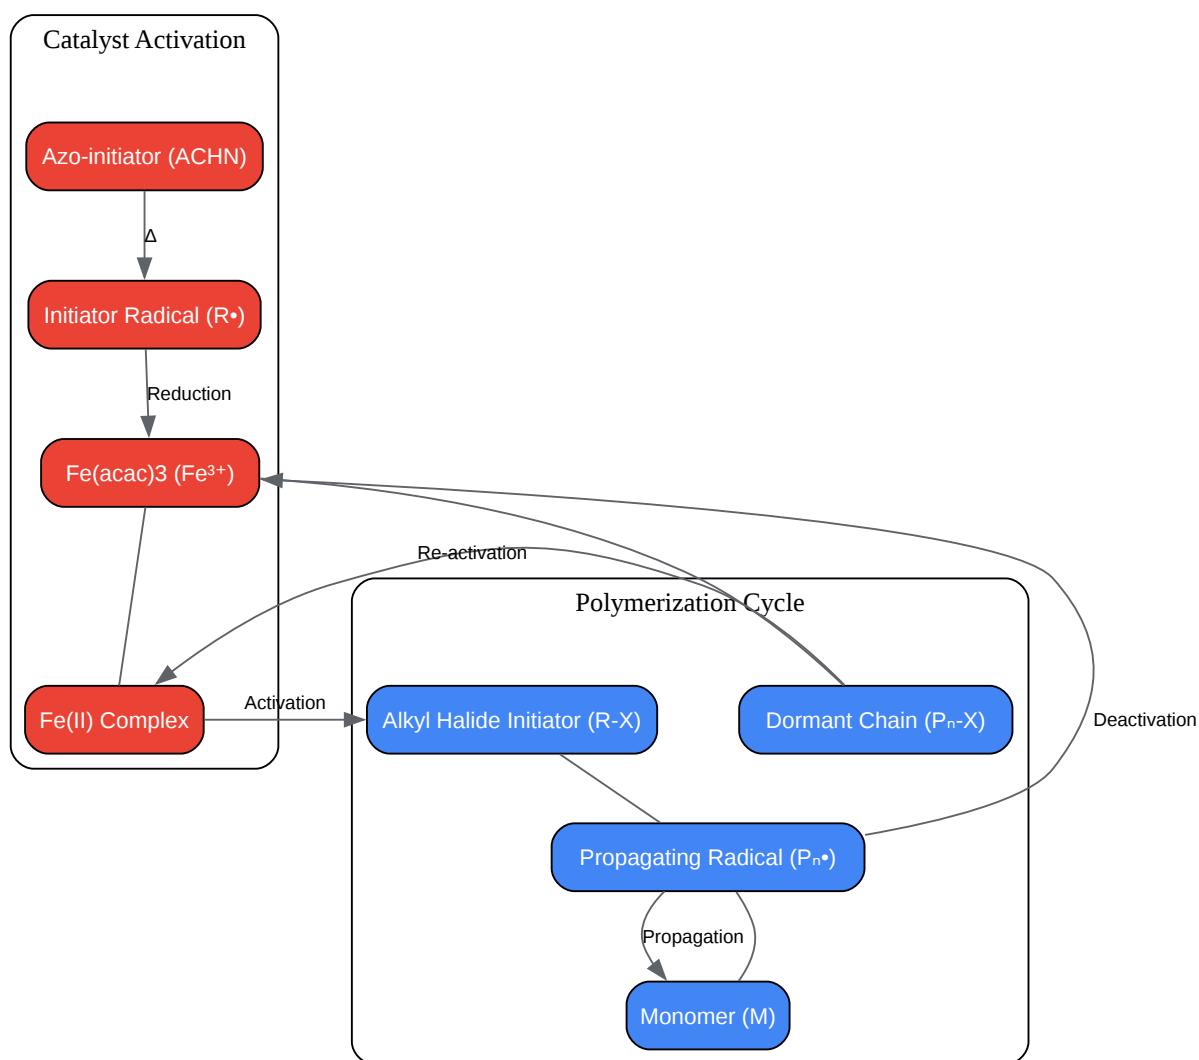 Catalyst Activation
Azo-initiator (ACHN)
Δ
Initiator Radical (R•)
Reduction
Fe(acac)3 (Fe³⁺)
Re-activation
Polymerization Cycle
Fe(II) Complex
Activation
Alkyl Halide Initiator (R-X)
Dormant Chain (Pₙ-X)
Deactivation
Propagating Radical (Pₙ•)
Propagation
Monomer (M)